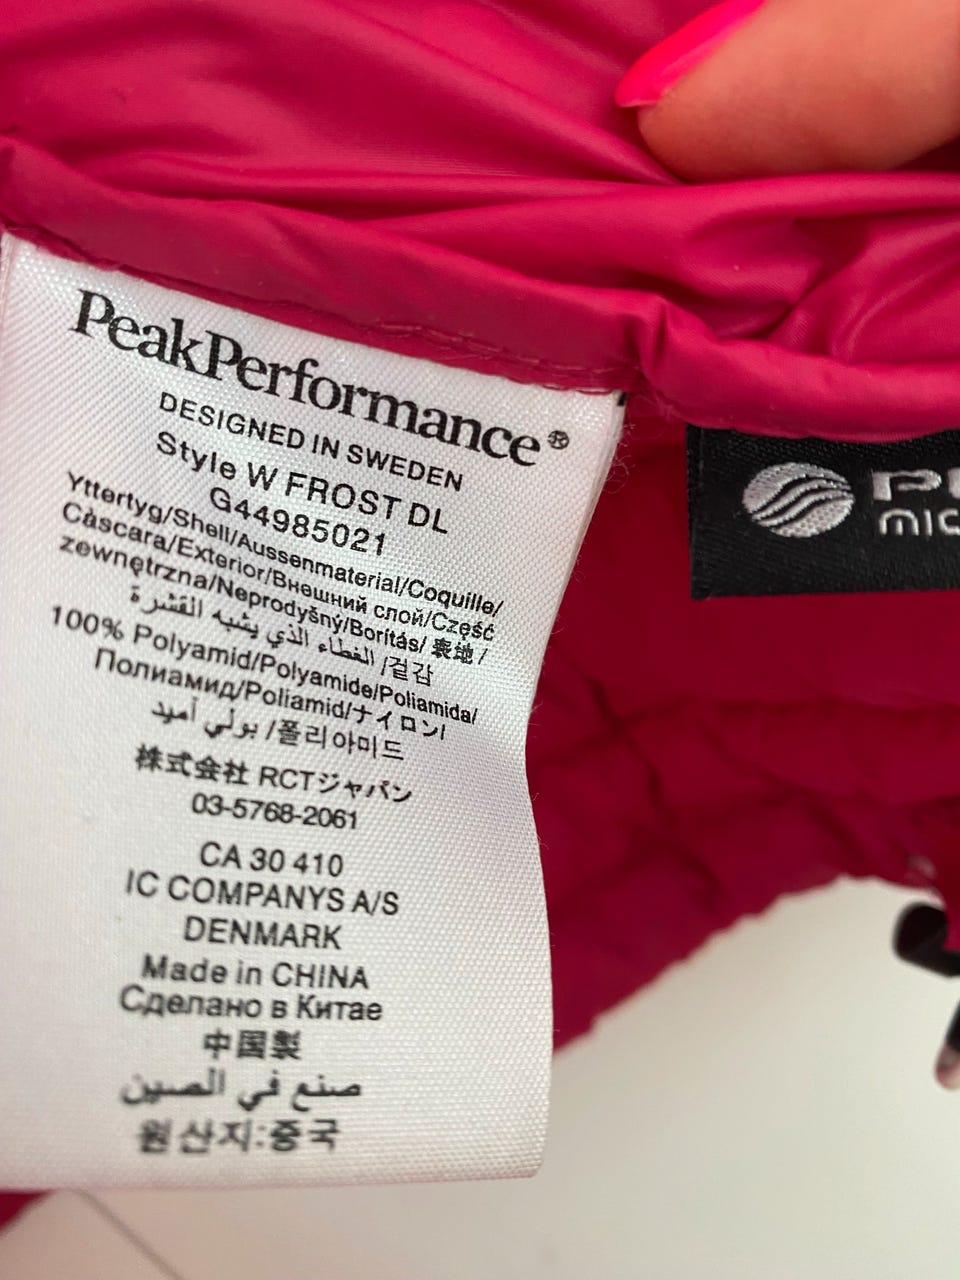 PeakPerformance®
DESIGNED IN SWEDEN
Style W FROST DL
G44985021
Yttertyg/Shell/Aussenmaterial/Coquille/
Càscara/Exterior/Внешний слой/Część
zewnętrzna/Neprodyšný/Borítás/ 表地 /
겉감/ الغطاء الذي يشبه القشرة
100% Polyamid/Polyamide/Poliamida/
Полиамид/Poliamid/ナイロン/
폴리아미드/ بولي أميد
株式会社 RCTジャパン
03-5768-2061
CA 30 410
IC COMPANYS A/S
DENMARK
Made in CHINA
Сделано в Китае
中国製
صنع في الصين
원산지:중국